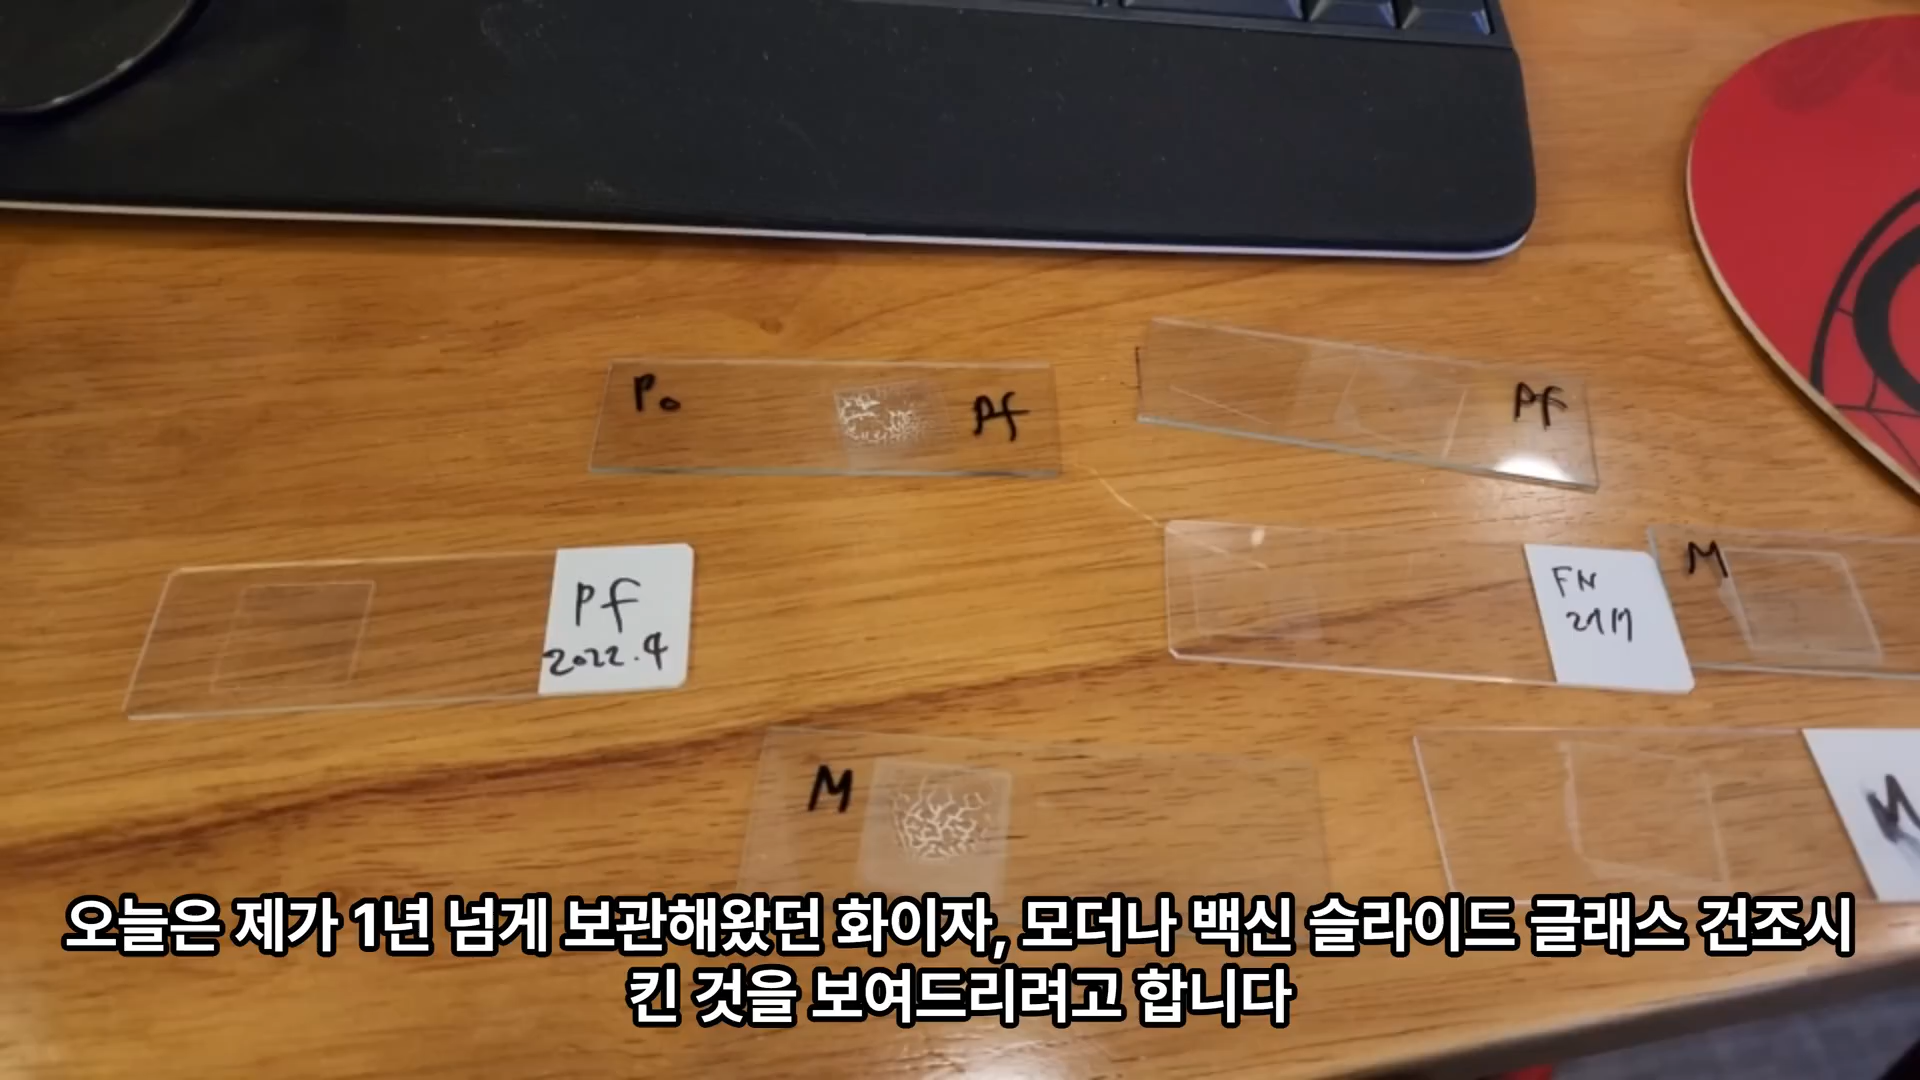 Po
Pf
Pf
Pf
2022.9
FN
M
M
M
오늘은 제가 1년 넘게 보관해왔던 화이자, 모더나 백신 슬라이드 글래스 건조시
킨 것을 보여드리려고 합니다